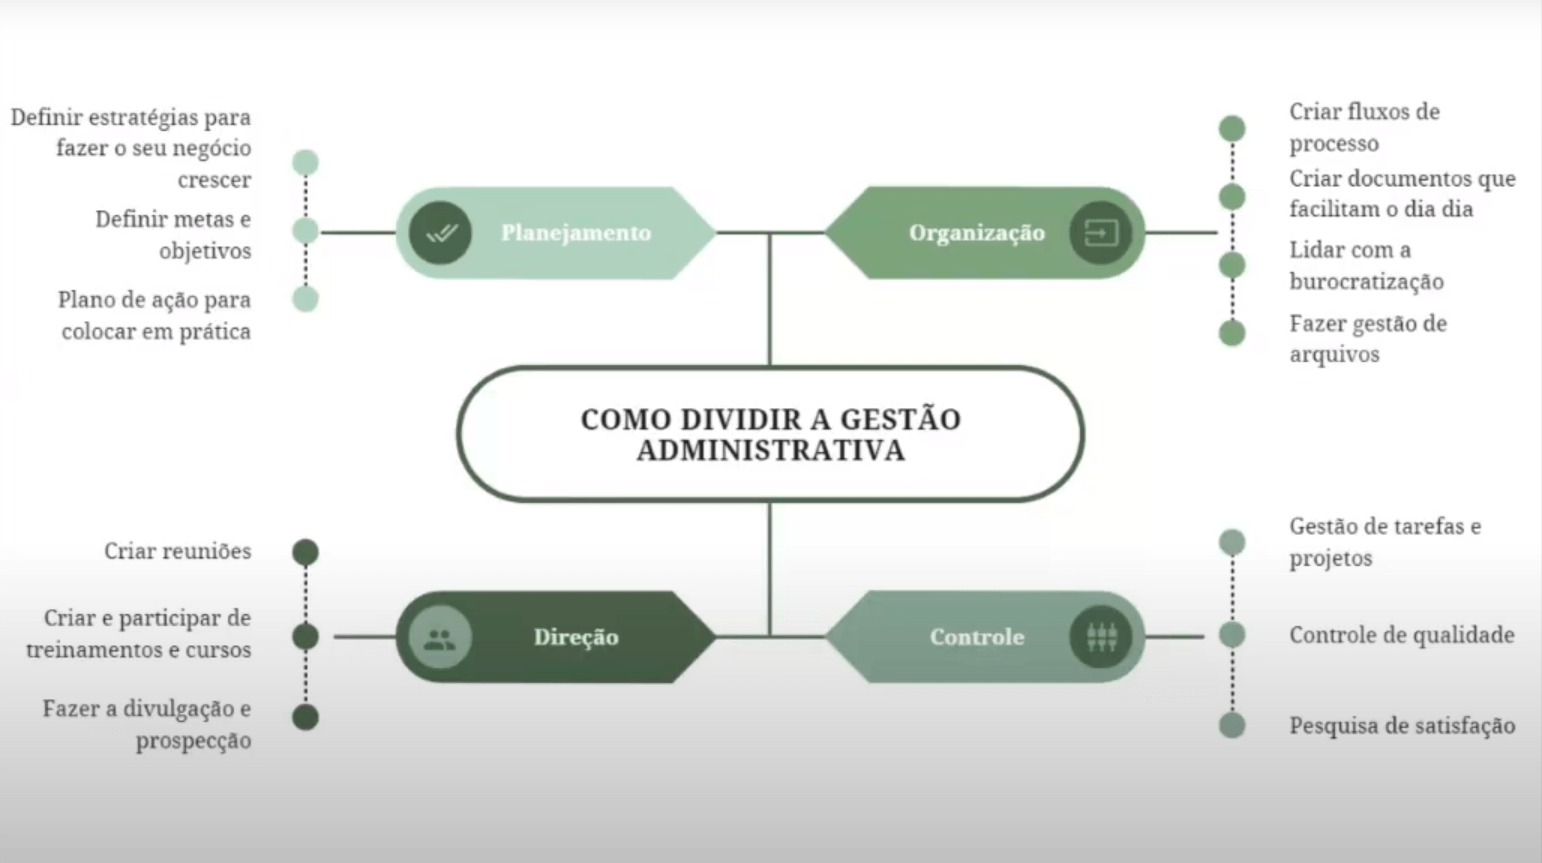 Definir estratégias para
fazer o seu negócio
crescer
Definir metas e
objetivos
Plano de ação para
colocar em prática
Planejamento
Organização
Criar fluxos de
processo
Criar documentos que
facilitam o dia dia
Lidar com a
burocratização
Fazer gestão de
arquivos
COMO DIVIDIR A GESTÃO
ADMINISTRATIVA
Criar reuniões
Criar e participar de
treinamentos e cursos
Fazer a divulgação e
prospecção
Direção
Controle
Gestão de tarefas e
projetos
Controle de qualidade
Pesquisa de satisfação